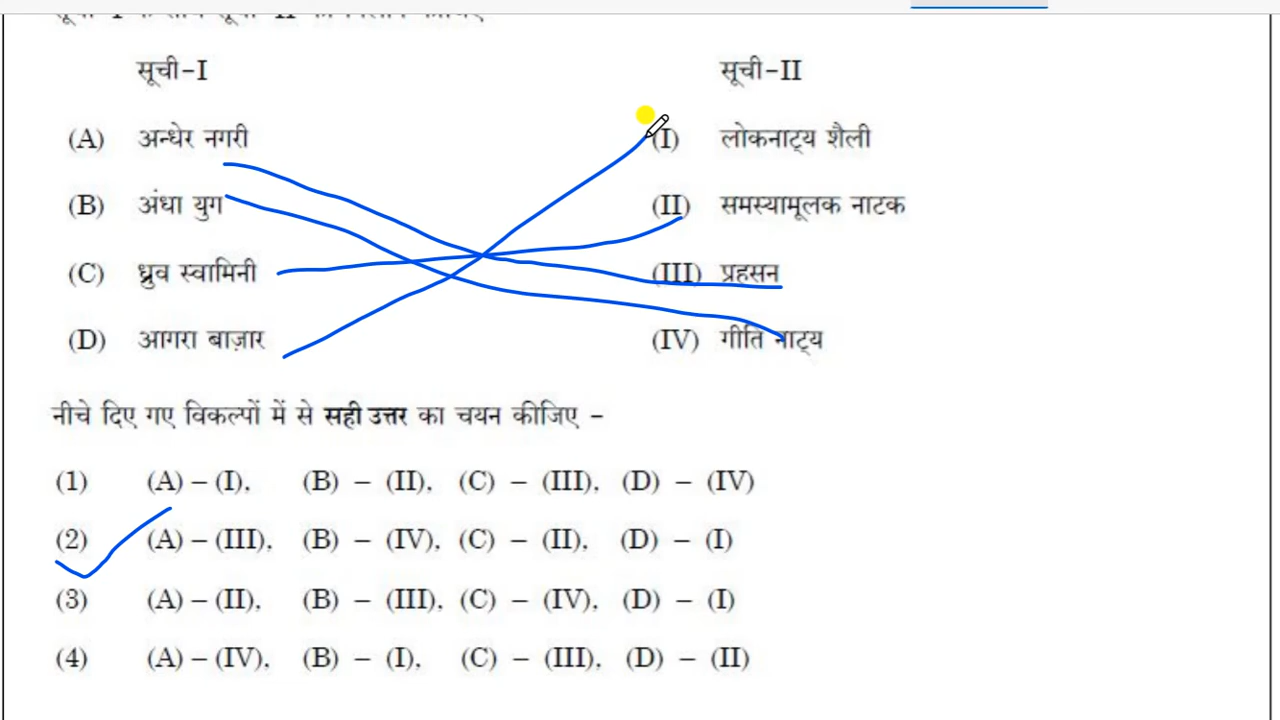 सूची-I सूची-II
(A) अन्धेर नगरी (I) लोकनाट्य शैली
(B) अंधा युग (II) समस्यामूलक नाटक
(C) ध्रुव स्वामिनी (III) प्रहसन
(D) आगरा बाज़ार (IV) गीति नाट्य
नीचे दिए गए विकल्पों में से सही उत्तर का चयन कीजिए –
(1) (A) – (I), (B) – (II), (C) – (III), (D) – (IV)
(2) (A) – (III), (B) – (IV), (C) – (II), (D) – (I)
(3) (A) – (II), (B) – (III), (C) – (IV), (D) – (I)
(4) (A) – (IV), (B) – (I), (C) – (III), (D) – (II)